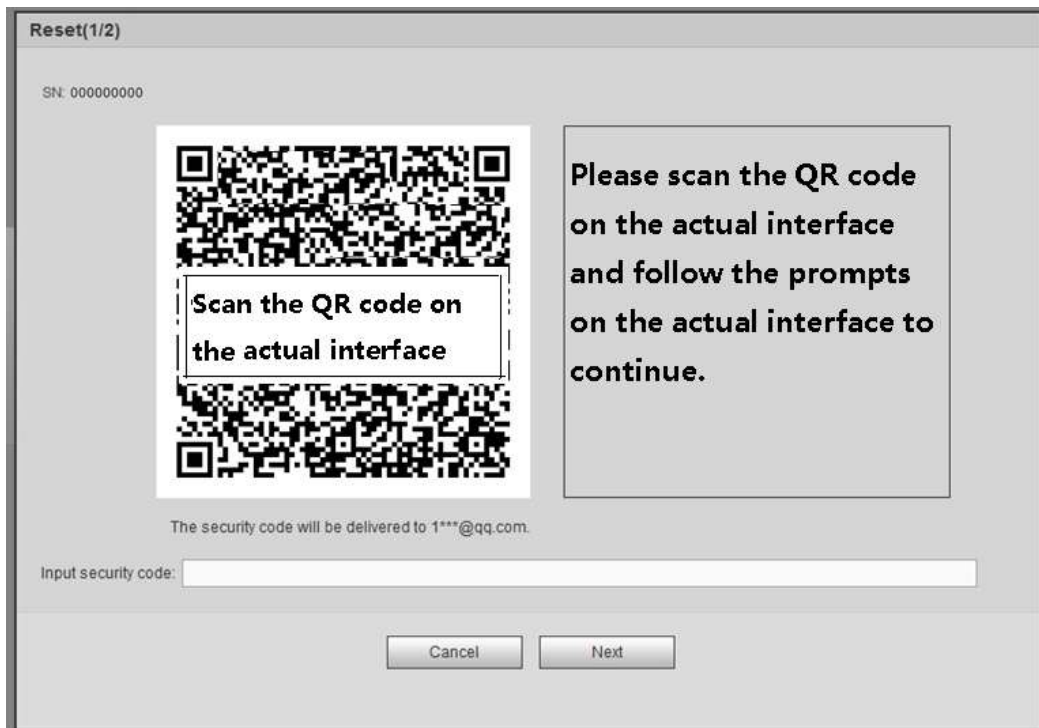 Reset(1/2)
SN: 000000000
Scan the QR code on
the actual interface
Please scan the QR code
on the actual interface
and follow the prompts
on the actual interface to
continue.
The security code will be delivered to 1***@qq.com.
Input security code:
Cancel
Next